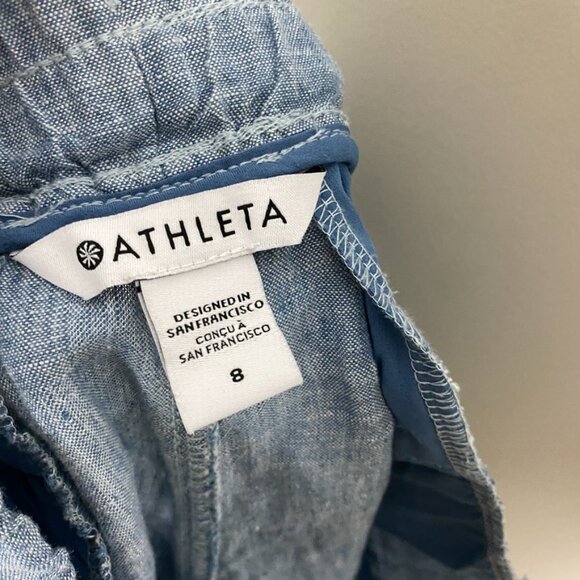 ATHLETA
DESIGNED IN
SAN FRANCISCO
CONÇU À
SAN FRANCISCO
8